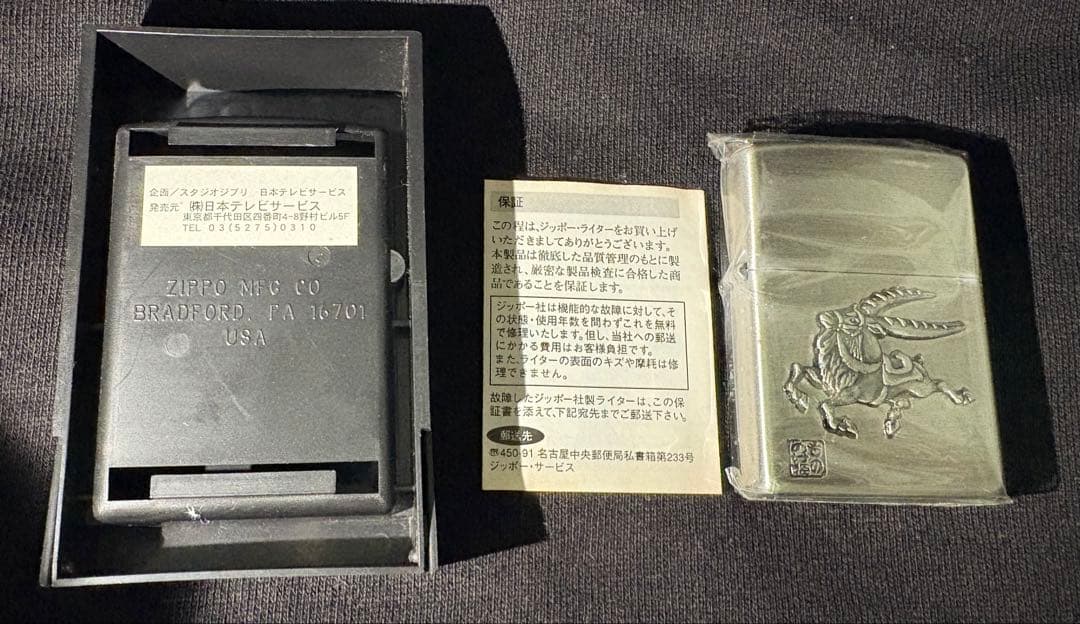 企画／スタジオジブリ 日本テレビサービス
発売元 ㈱日本テレビサービス
東京都千代田区四番町4-8野村ビル5F
TEL 03(5275)0310
ZIPPO MFG CO
BRADFORD, PA 16701
USA
保証
この程は、ジッポー・ライターをお買い上げ
いただきましてありがとうございます。
本製品は徹底した品質管理のもとに製
造され、厳密な製品検査に合格した商
品であることを保証します。
ジッポー社は機能的な故障に対して、そ
の状態・使用年数を問わずこれを無料
で修理いたします。但し、当社への郵送
にかかる費用はお客様負担です。
また、ライターの表面のキズや摩耗は修
理できません。
故障したジッポー社製ライターは、この保
証書を添えて、下記宛先までご郵送下さい。
郵送先
〠450-91 名古屋中央郵便局私書箱第233号
ジッポー・サービス
もの
のけ